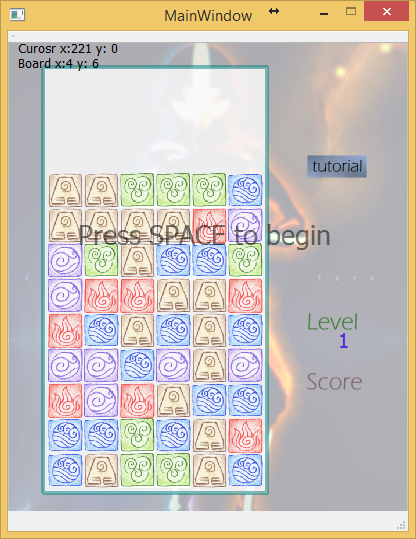 MainWindow
Curosr x:221 y: 0
Board x:4 y: 6
tutorial
Press SPACE to begin
Level
1
Score